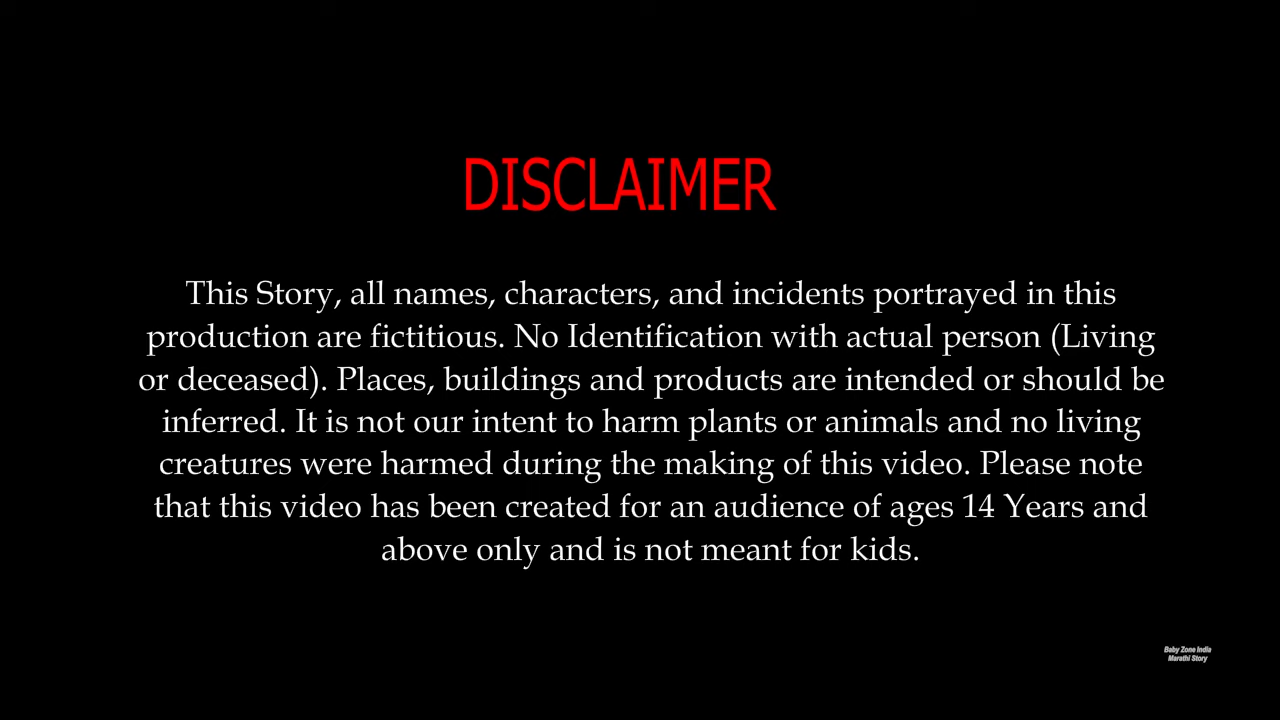 DISCLAIMER
This Story, all names, characters, and incidents portrayed in this
production are fictitious. No Identification with actual person (Living
or deceased). Places, buildings and products are intended or should be
inferred. It is not our intent to harm plants or animals and no living
creatures were harmed during the making of this video. Please note
that this video has been created for an audience of ages 14 Years and
above only and is not meant for kids.
Baby Zone India
Marathi Story